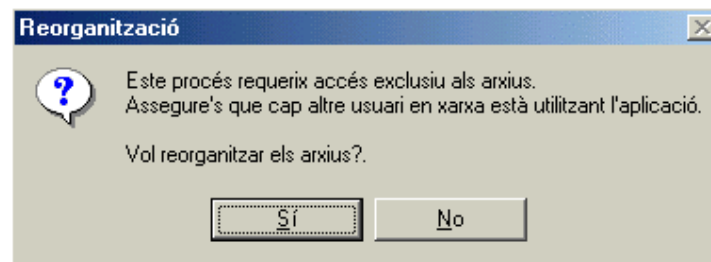 Reorganització
Este procés requerix accés exclusiu als arxius.
Assegure's que cap altre usuari en xarxa està utilitzant l'aplicació.
Vol reorganitzar els arxius?.
Sí
No